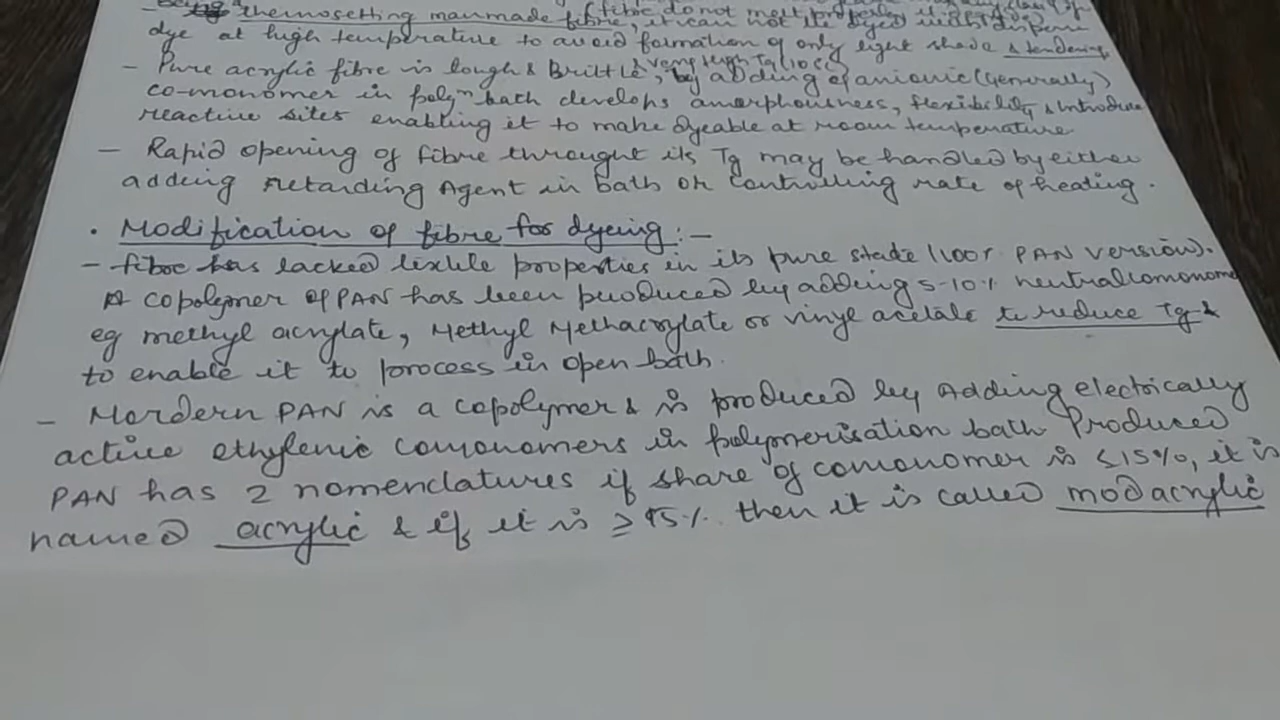 thermosetting manmade fibre, (fibre do not melt
dye at high temperature to avoid formation of only light shade & tendering
- Pure acrylic fibre is tough & Brittle, & very high Tg by adding of anionic (Generally)
co-monomer in polyⁿ bath develops amorphousness, flexibility & Introduce
reactive sites enabling it to make dyeable at room temperature
- Rapid opening of fibre throught its Tg may be handled by either
adding retarding Agent in bath or controlling rate of heating.
. Modification of fibre for dyeing :-
- fibre has lacked textile properties in its pure state (100% PAN version).
A copolymer of PAN has been produced by adding 5-10% neutral comonome
eg methyl acrylate, Methyl Methacrylate or vinyl acetate to reduce Tg &
to enable it to process in open bath.
- Mordern PAN is a copolymer & is produced by Adding electrically
active ethylenic comonomers in polymerisation bath Produced
PAN has 2 nomenclatures if share of comonomer is ≤15%, it is
named acrylic & if it is ≥ 15% then it is called modacrylic